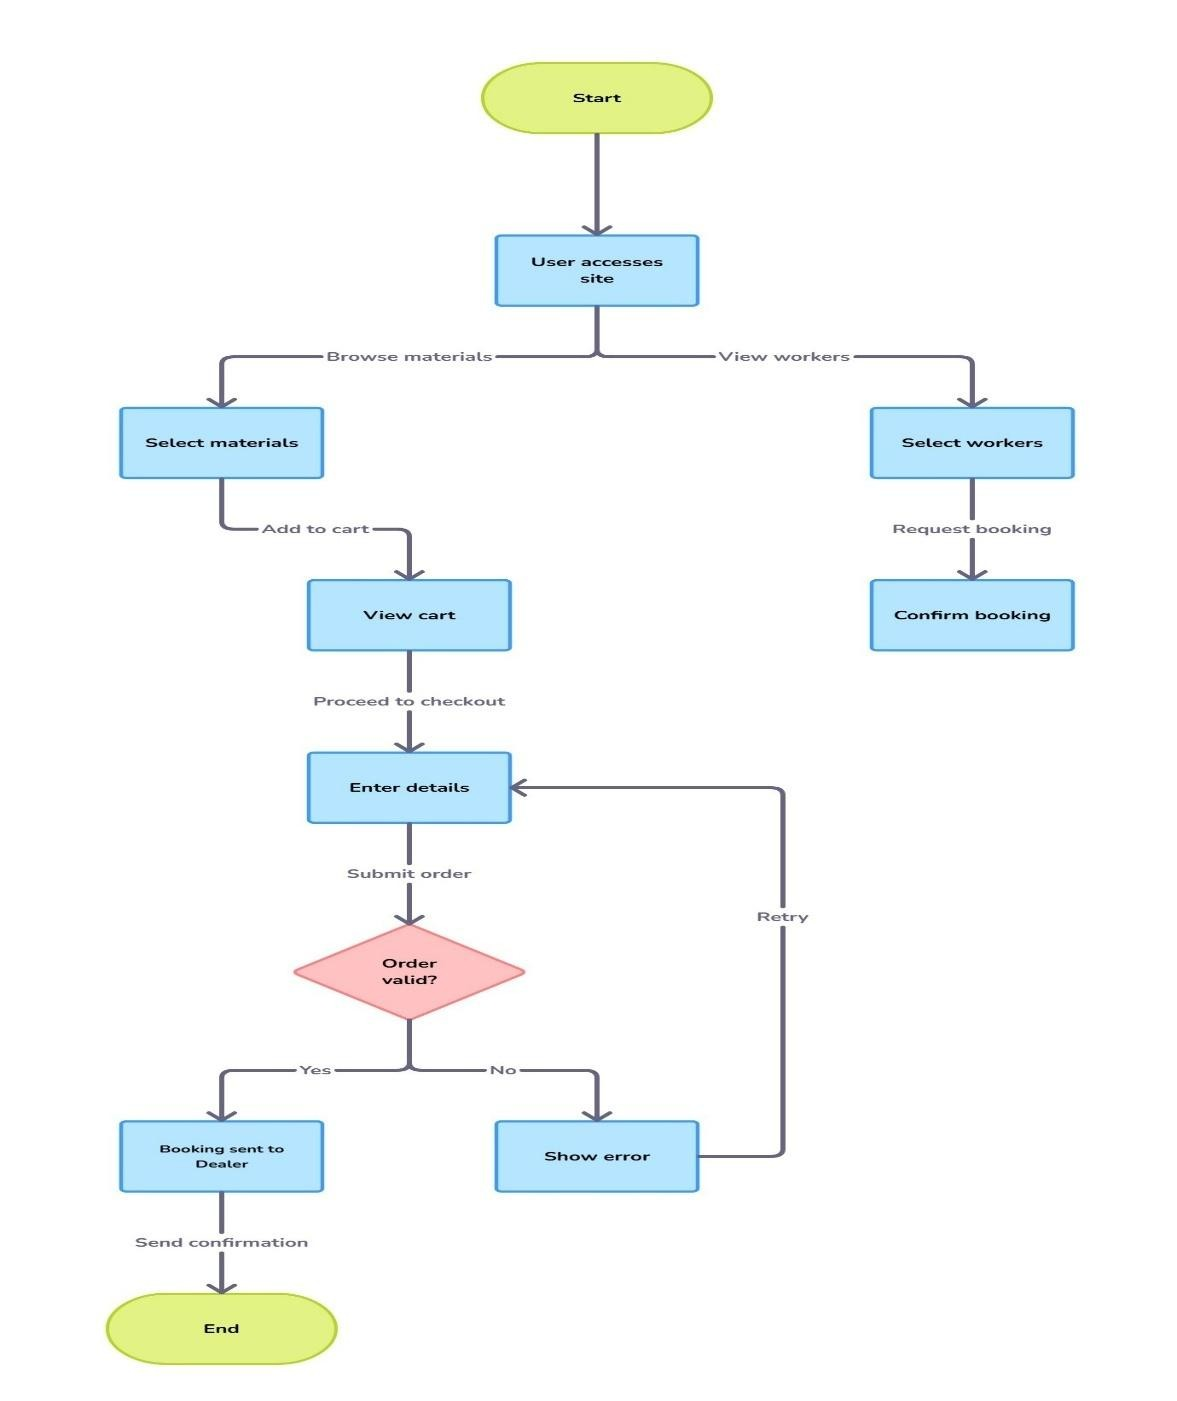 Start
User accesses
site
Browse materials
View workers
Select materials
Select workers
Add to cart
Request booking
View cart
Confirm booking
Proceed to checkout
Enter details
Submit order
Retry
Order
valid?
Yes
No
Booking sent to
Dealer
Show error
Send confirmation
End